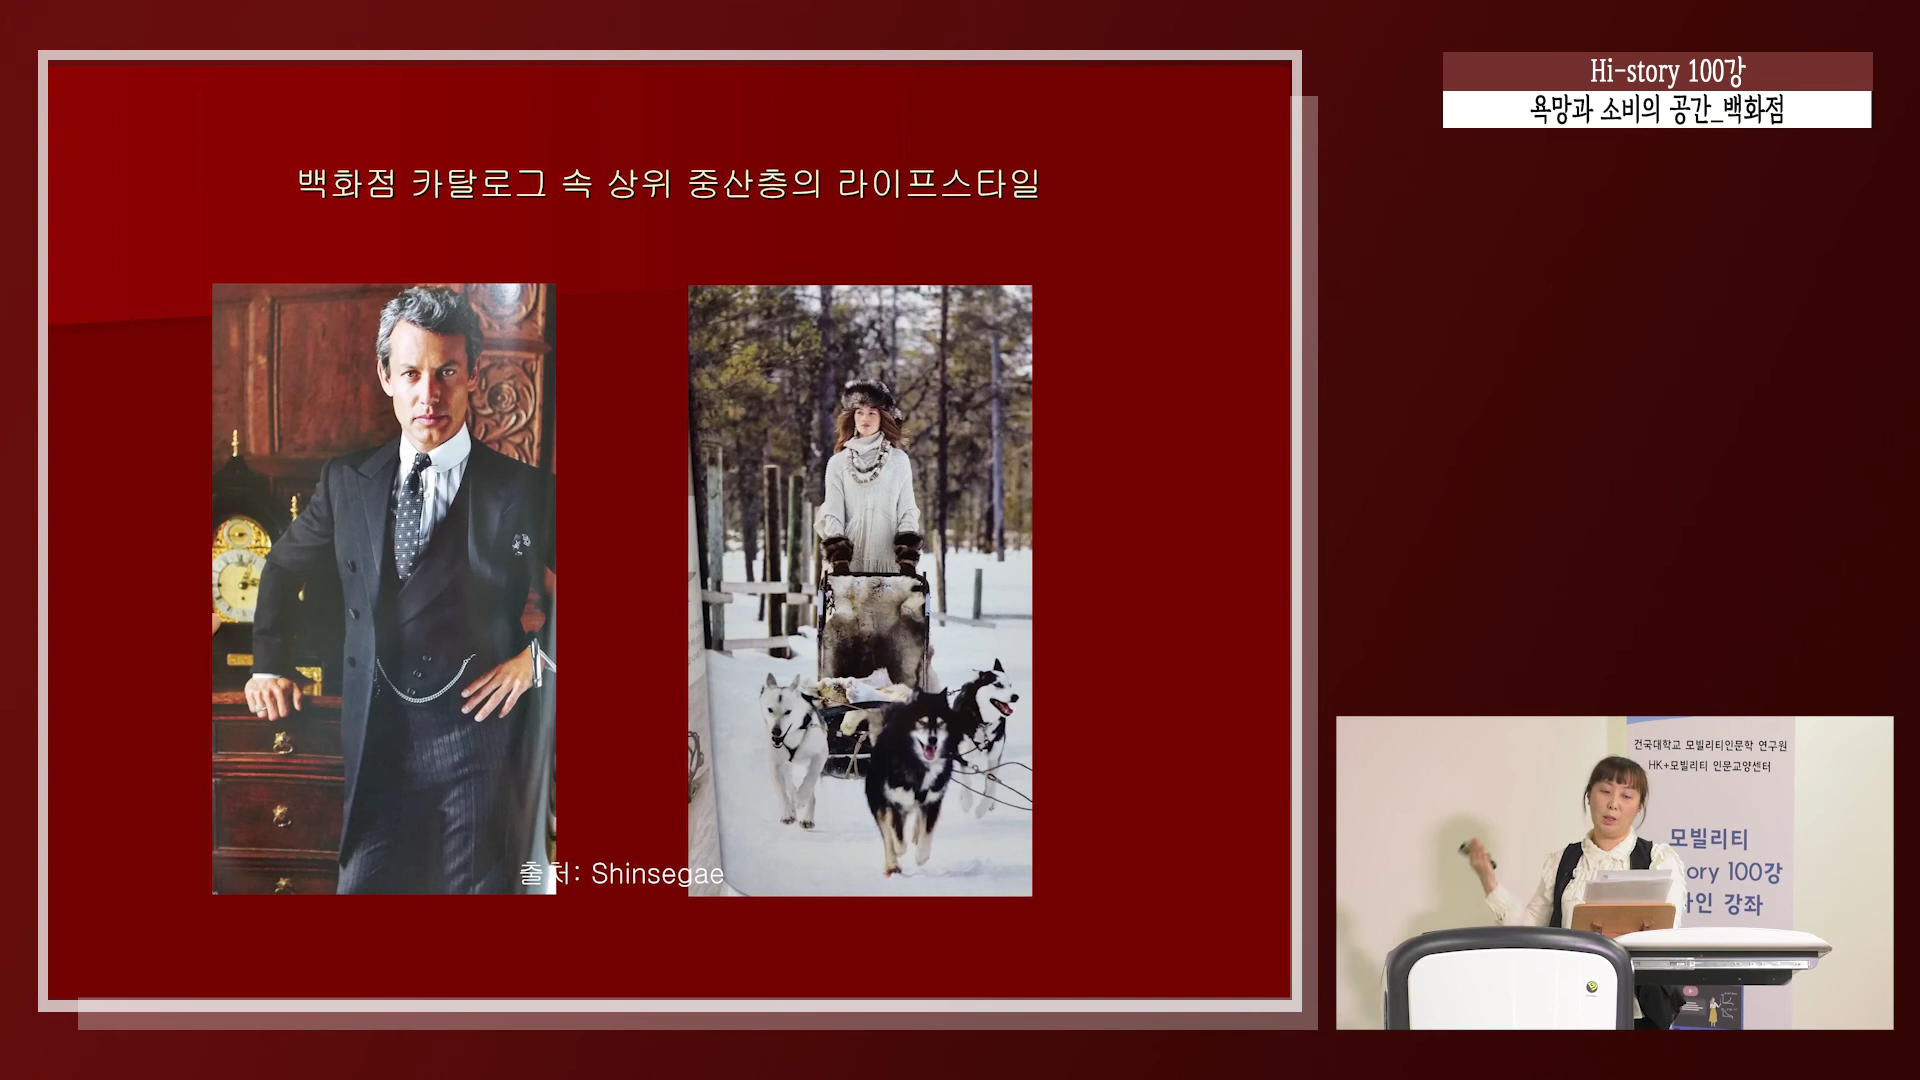 Hi-story 100강
욕망과 소비의 공간_백화점
백화점 카탈로그 속 상위 중산층의 라이프스타일
출처: Shinsegae
건국대학교 모빌리티인문학 연구원
HK+모빌리티 인문교양센터
모빌리티
ory 100강
인 강좌